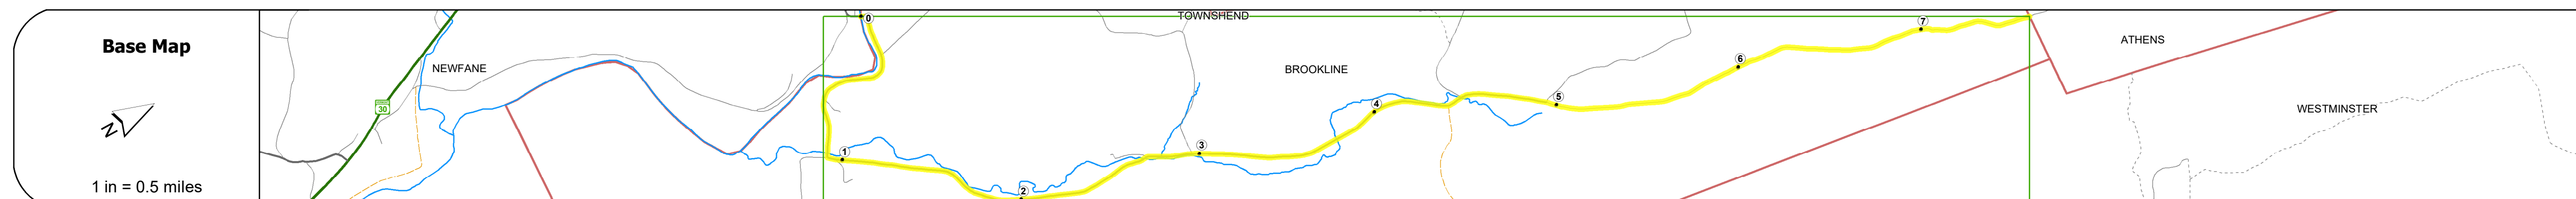 Base Map
N
1 in = 0.5 miles
30
NEWFANE
TOWNSHEND
BROOKLINE
ATHENS
WESTMINSTER
0
1
2
3
4
5
6
7